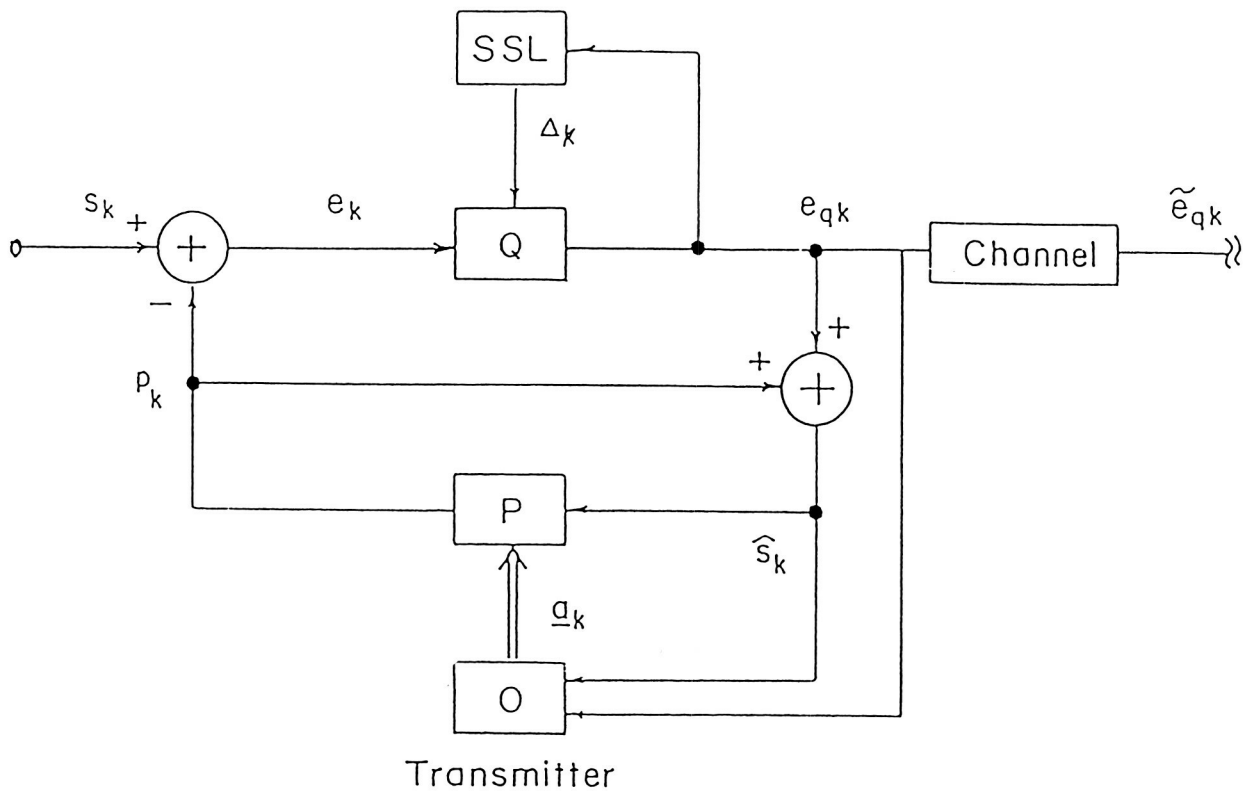 SSL
Δk
sk +
+
ek
Q
eqk
Channel
ẽqk
−
+
+
+
pk
P
ŝk
ak
O
Transmitter